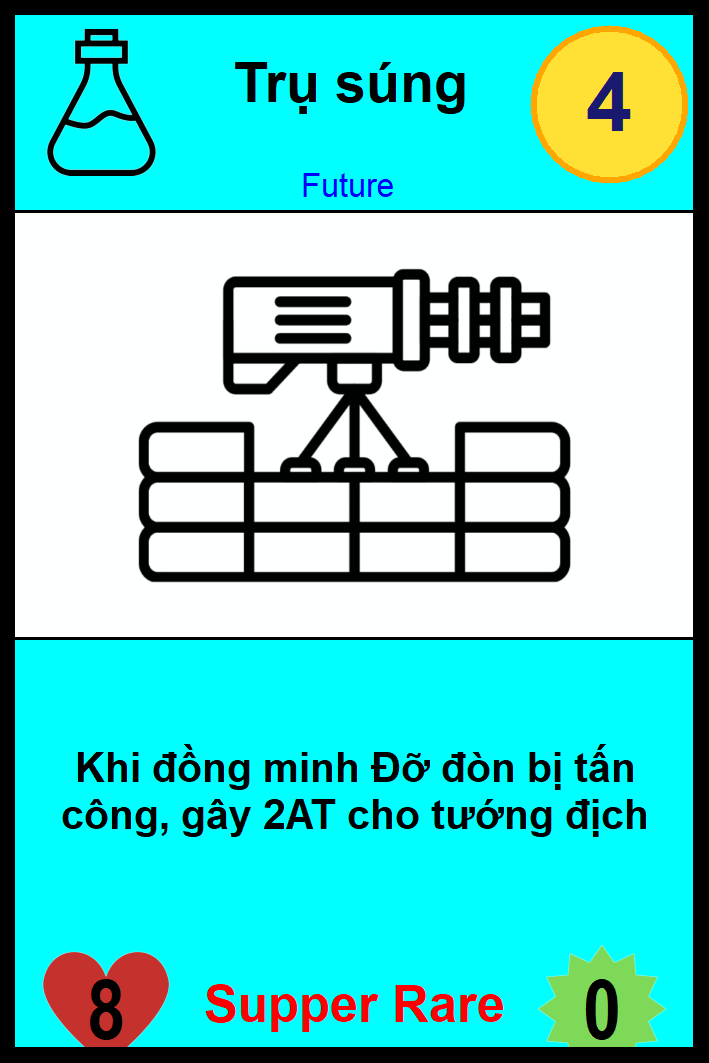 Trụ súng
4
Future
Khi đồng minh Đỡ đòn bị tấn
công, gây 2AT cho tướng địch
8
Supper Rare
0